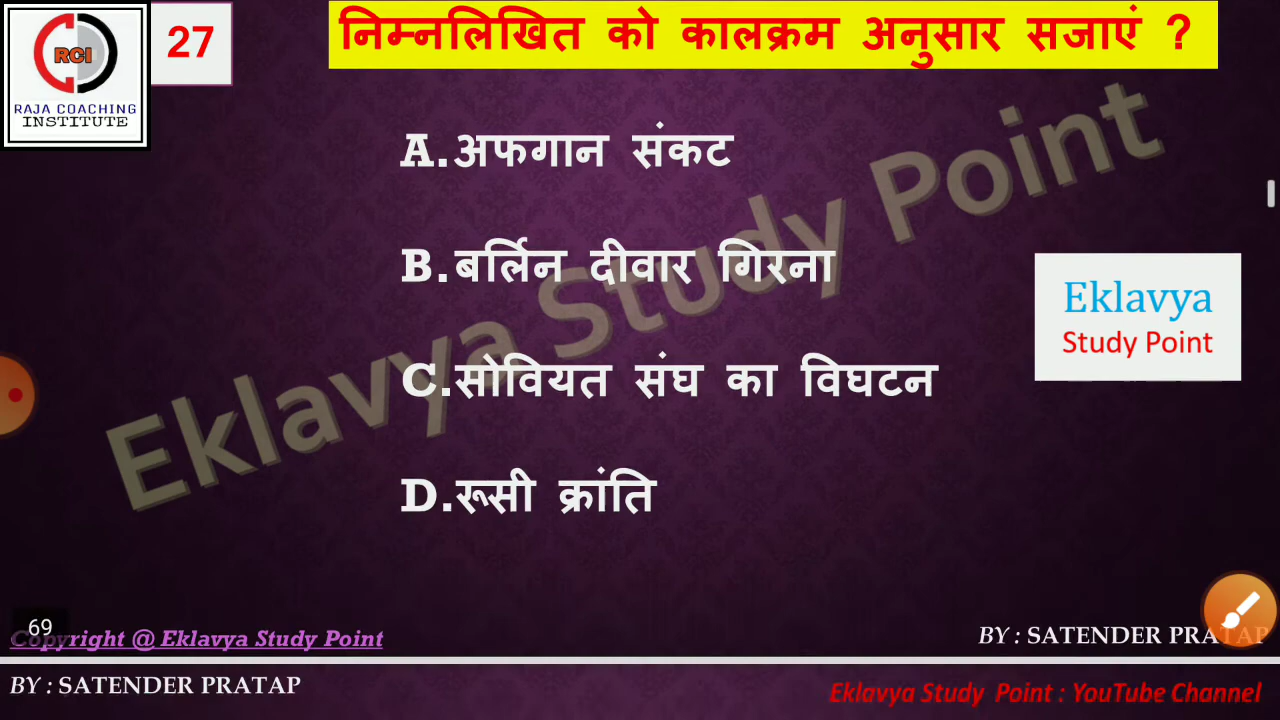 RCI
RAJA COACHING
INSTITUTE
27
निम्नलिखित को कालक्रम अनुसार सजाएं ?
A.अफगान संकट
B.बर्लिन दीवार गिरना
C.सोवियत संघ का विघटन
D.रूसी क्रांति
Eklavya Study Point
Eklavya
Study Point
69
Copyright @ Eklavya Study Point
BY : SATENDER PRATAP
BY : SATENDER PRATAP
Eklavya Study Point : YouTube Channel